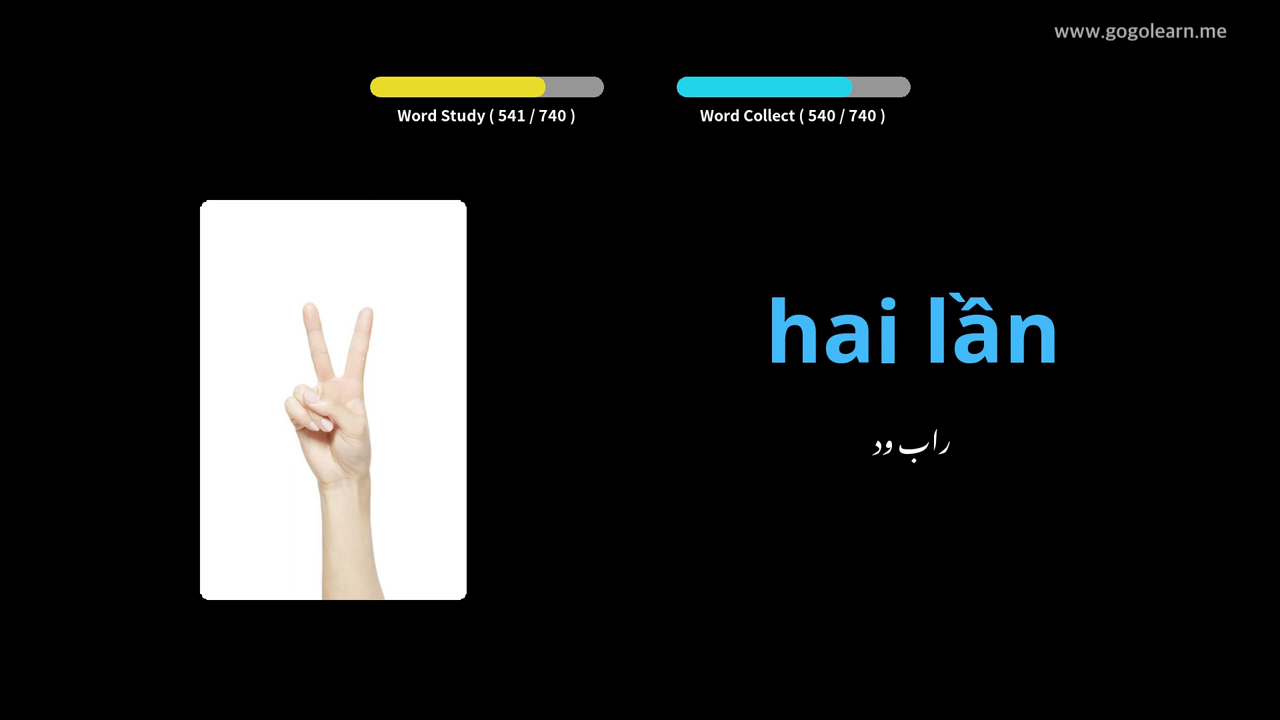 www.gogolearn.me
Word Study ( 541 / 740 )
Word Collect ( 540 / 740 )
hai lần
راب ود